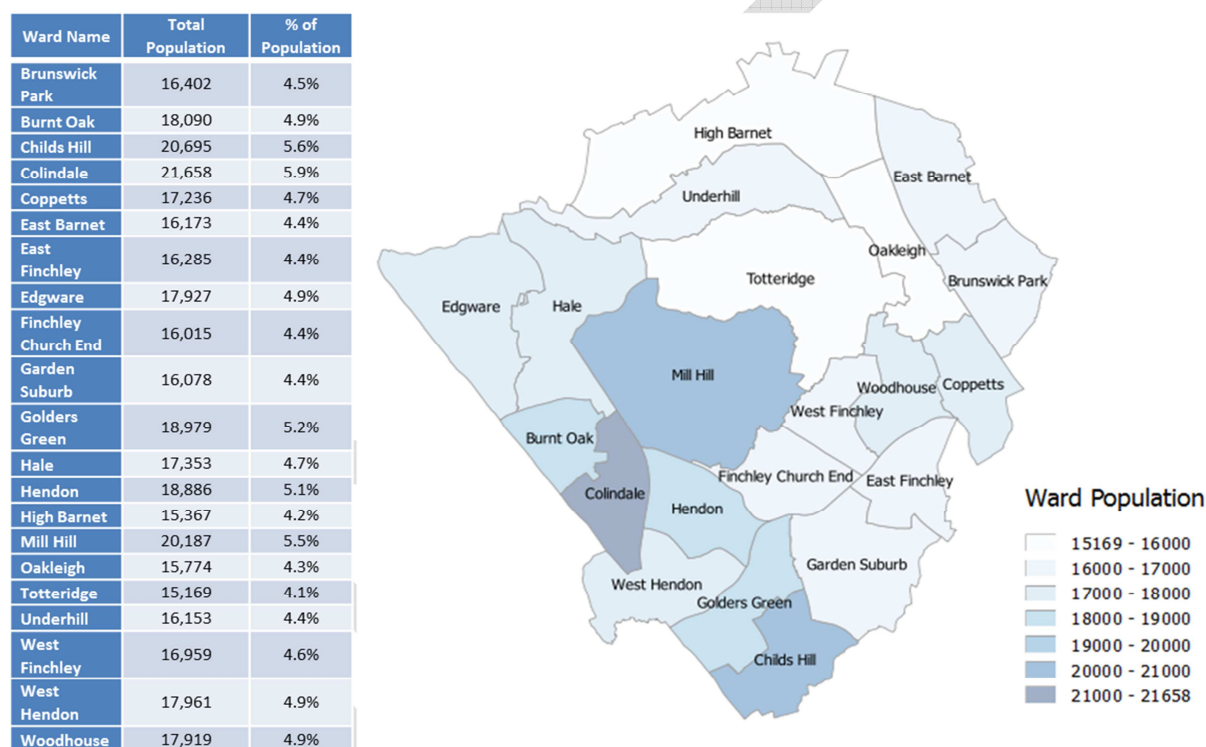 Ward Name Total Population % of Population
Brunswick Park 16,402 4.5%
Burnt Oak 18,090 4.9%
Childs Hill 20,695 5.6%
Colindale 21,658 5.9%
Coppetts 17,236 4.7%
East Barnet 16,173 4.4%
East Finchley 16,285 4.4%
Edgware 17,927 4.9%
Finchley Church End 16,015 4.4%
Garden Suburb 16,078 4.4%
Golders Green 18,979 5.2%
Hale 17,353 4.7%
Hendon 18,886 5.1%
High Barnet 15,367 4.2%
Mill Hill 20,187 5.5%
Oakleigh 15,774 4.3%
Totteridge 15,169 4.1%
Underhill 16,153 4.4%
West Finchley 16,959 4.6%
West Hendon 17,961 4.9%
Woodhouse 17,919 4.9%
High Barnet
East Barnet
Underhill
Oakleigh
Totteridge
Brunswick Park
Edgware
Hale
Mill Hill
Woodhouse
Coppetts
West Finchley
Burnt Oak
Finchley Church End
East Finchley
Colindale
Hendon
Garden Suburb
West Hendon
Golders Green
Childs Hill
Ward Population
15169 - 16000
16000 - 17000
17000 - 18000
18000 - 19000
19000 - 20000
20000 - 21000
21000 - 21658